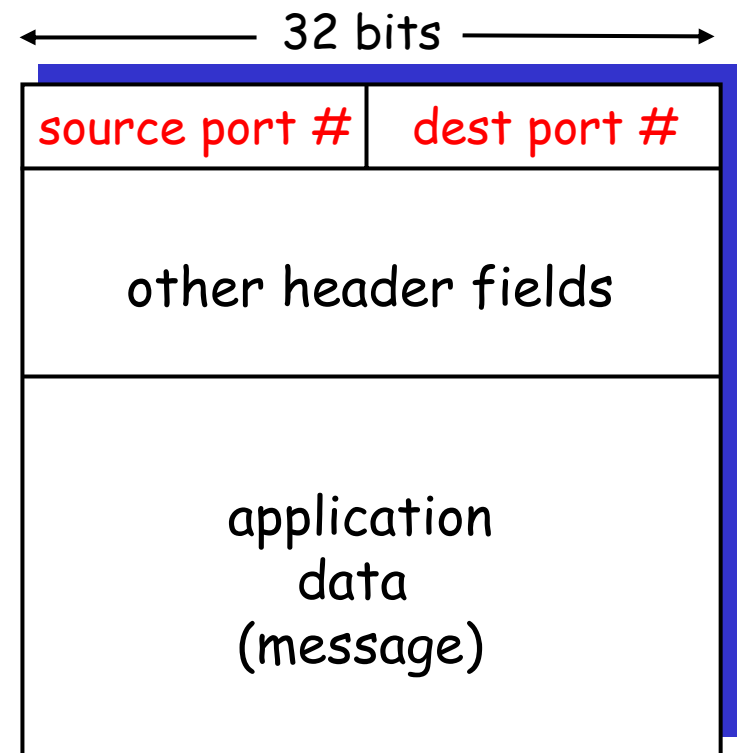 32 bits
source port # dest port #
other header fields
application
data
(message)